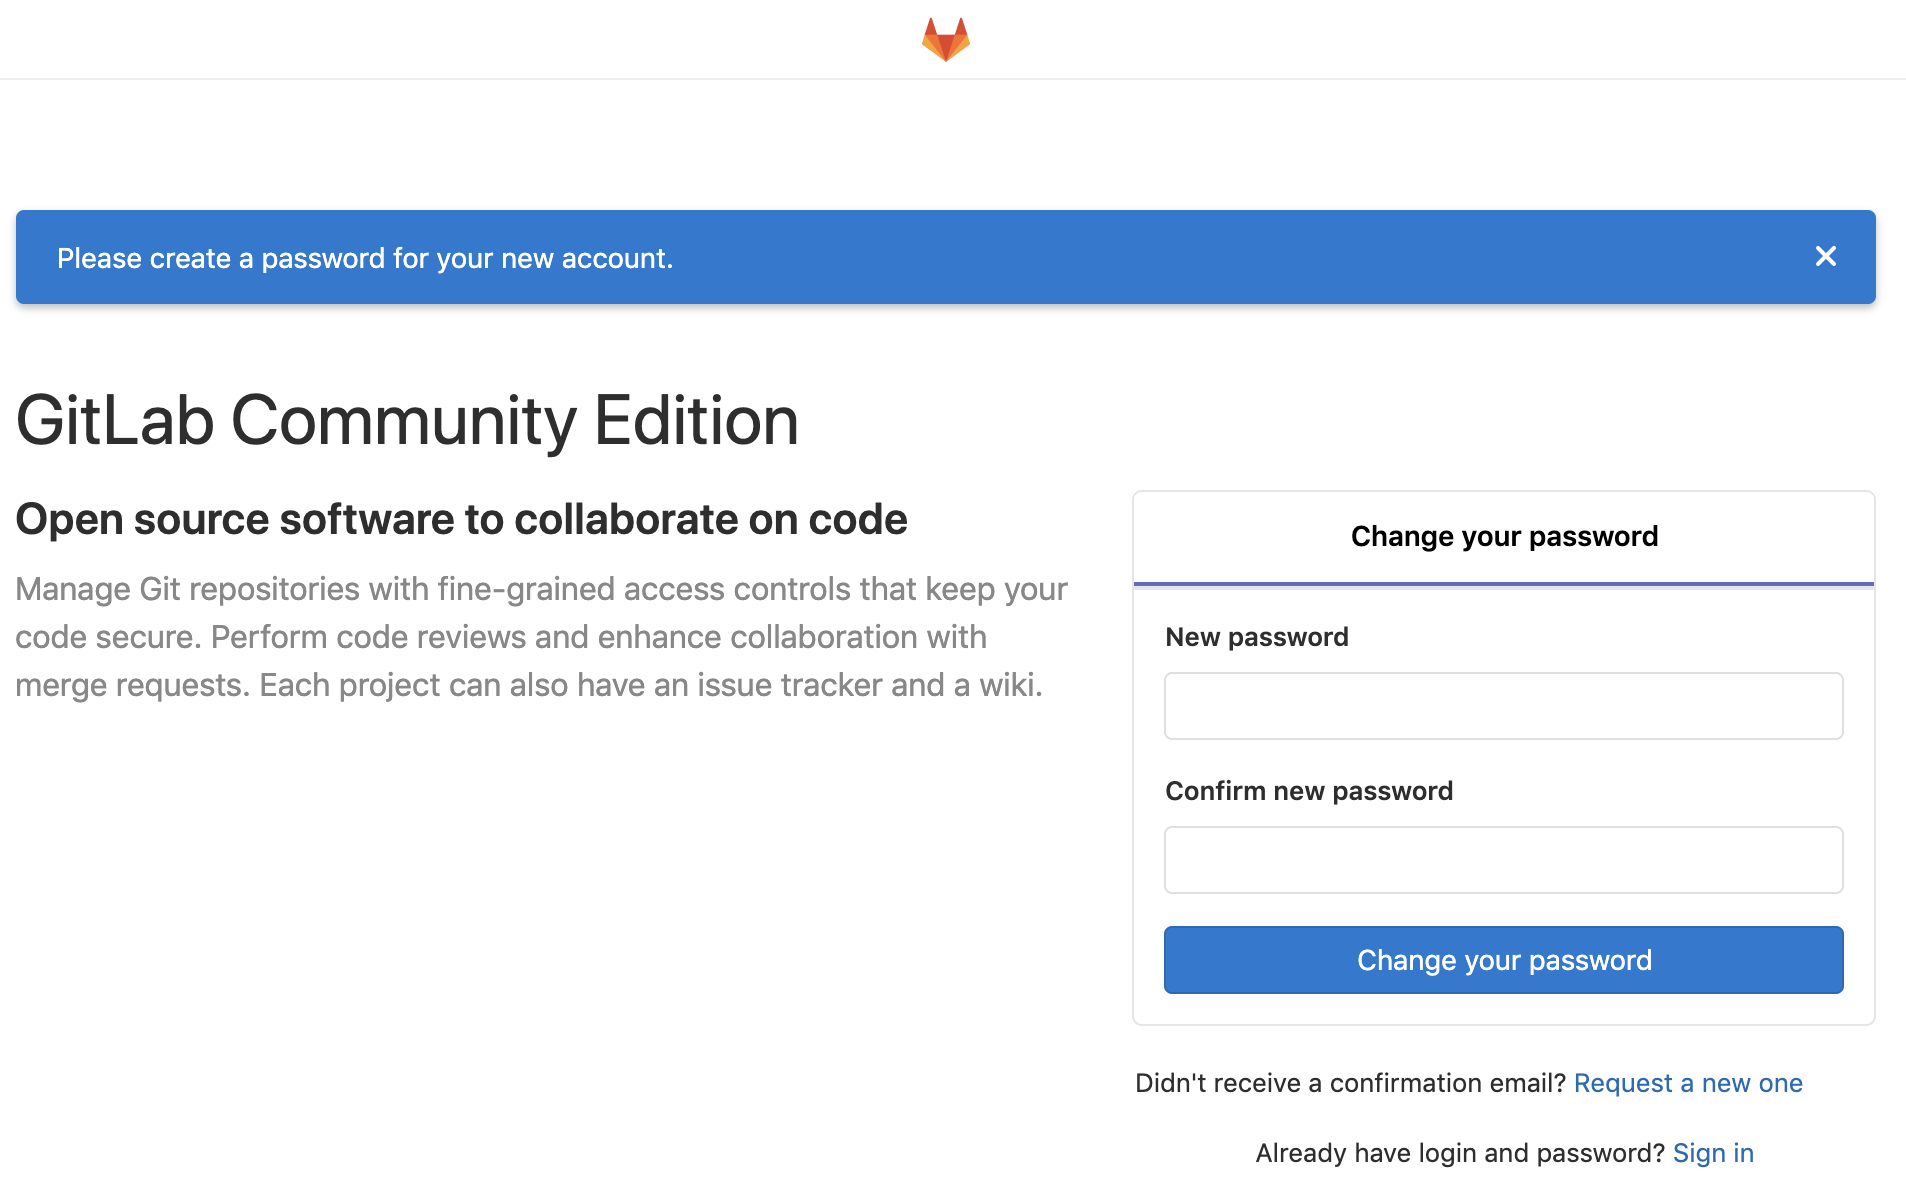 Please create a password for your new account.
GitLab Community Edition
Open source software to collaborate on code
Manage Git repositories with fine-grained access controls that keep your
code secure. Perform code reviews and enhance collaboration with
merge requests. Each project can also have an issue tracker and a wiki.
Change your password
New password
Confirm new password
Change your password
Didn't receive a confirmation email? Request a new one
Already have login and password? Sign in